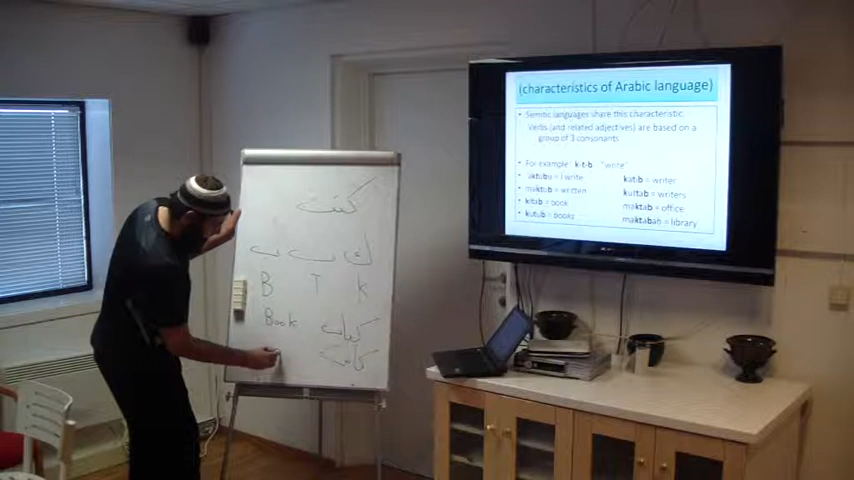 (characteristics of Arabic language)
• Semitic languages share this characteristic.
Verbs (and related adjectives) are based on a group of 3 consonants
• For example: k-t-b "write"
• aktubu = I write
• maktub = written
• kitab = book
• kutub = books
katib = writer
kuttab = writers
maktab = office
maktabah = library
كتب
ك ت ب
B T K
Book كتاب
كاتب